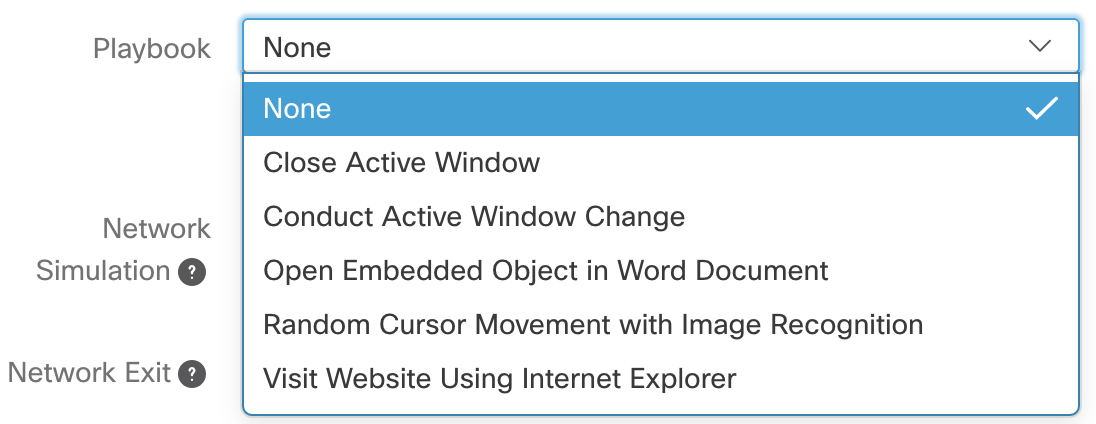 Playbook
None
None
Close Active Window
Conduct Active Window Change
Network
Simulation ?
Open Embedded Object in Word Document
Random Cursor Movement with Image Recognition
Network Exit ?
Visit Website Using Internet Explorer